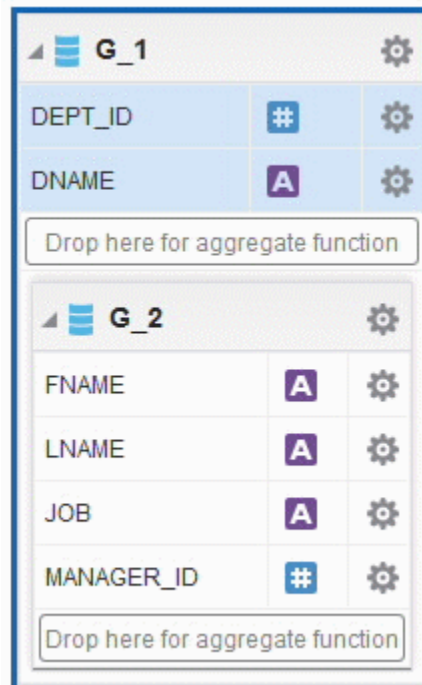 G_1
DEPT_ID #
DNAME A
Drop here for aggregate function
G_2
FNAME A
LNAME A
JOB A
MANAGER_ID #
Drop here for aggregate function